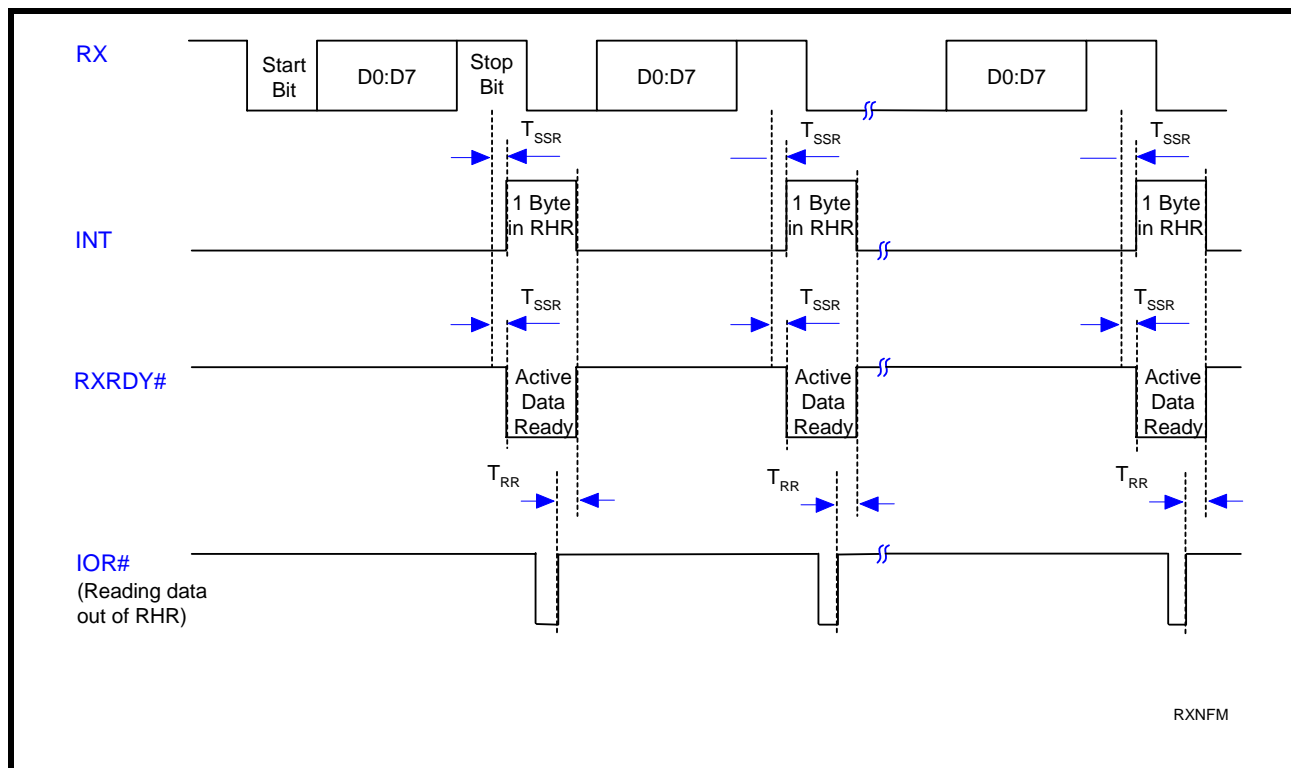 RX
Start
Bit
D0:D7
Stop
Bit
D0:D7
D0:D7
TSSR
TSSR
TSSR
INT
1 Byte
in RHR
1 Byte
in RHR
1 Byte
in RHR
TSSR
TSSR
TSSR
RXRDY#
Active
Data
Ready
Active
Data
Ready
Active
Data
Ready
TRR
TRR
TRR
IOR#
(Reading data
out of RHR)
RXNFM